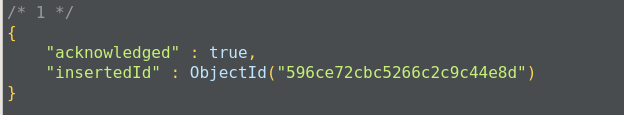 /* 1 */
{
    "acknowledged" : true,
    "insertedId" : ObjectId("596ce72cbc5266c2c9c44e8d")
}